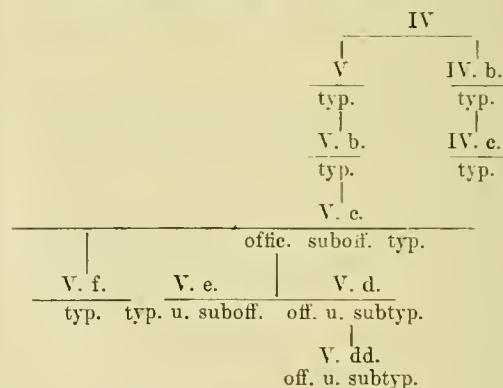 IV
V IV. b.
typ. typ.
V. b. IV. c.
typ. typ.
V. c.
offic. suboff. typ.
V. f. V. e. V. d.
typ. typ. u. suboff. off. u. subtyp.
V. dd.
off. u. subtyp.